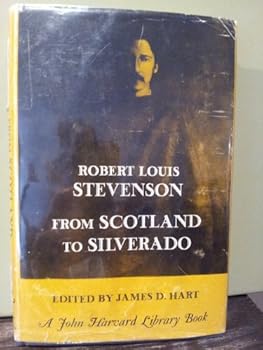 ROBERT LOUIS
STEVENSON
FROM SCOTLAND
TO SILVERADO
EDITED BY JAMES D. HART
A John Harvard Library Book